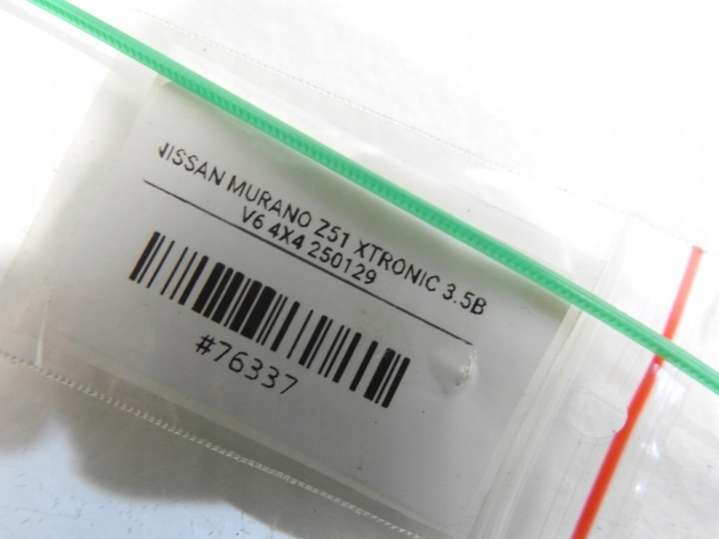 NISSAN MURANO Z51 XTRONIC 3.5B
V6 4X4 250129
#76337